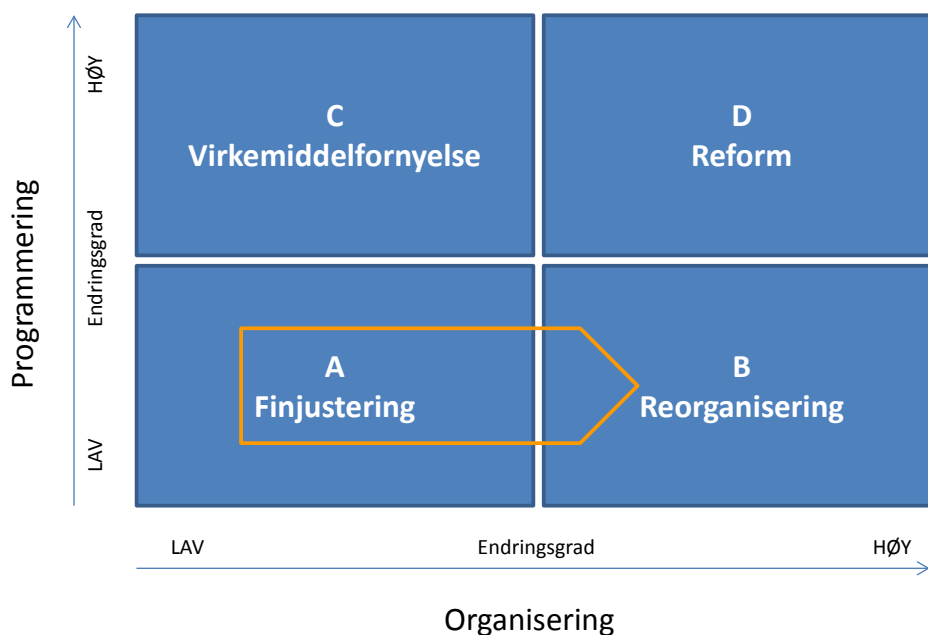 Programmering
Endringsgrad
HØY
LAV
C
Virkemiddelfornyelse
D
Reform
A
Finjustering
B
Reorganisering
LAV
Endringsgrad
HØY
Organisering